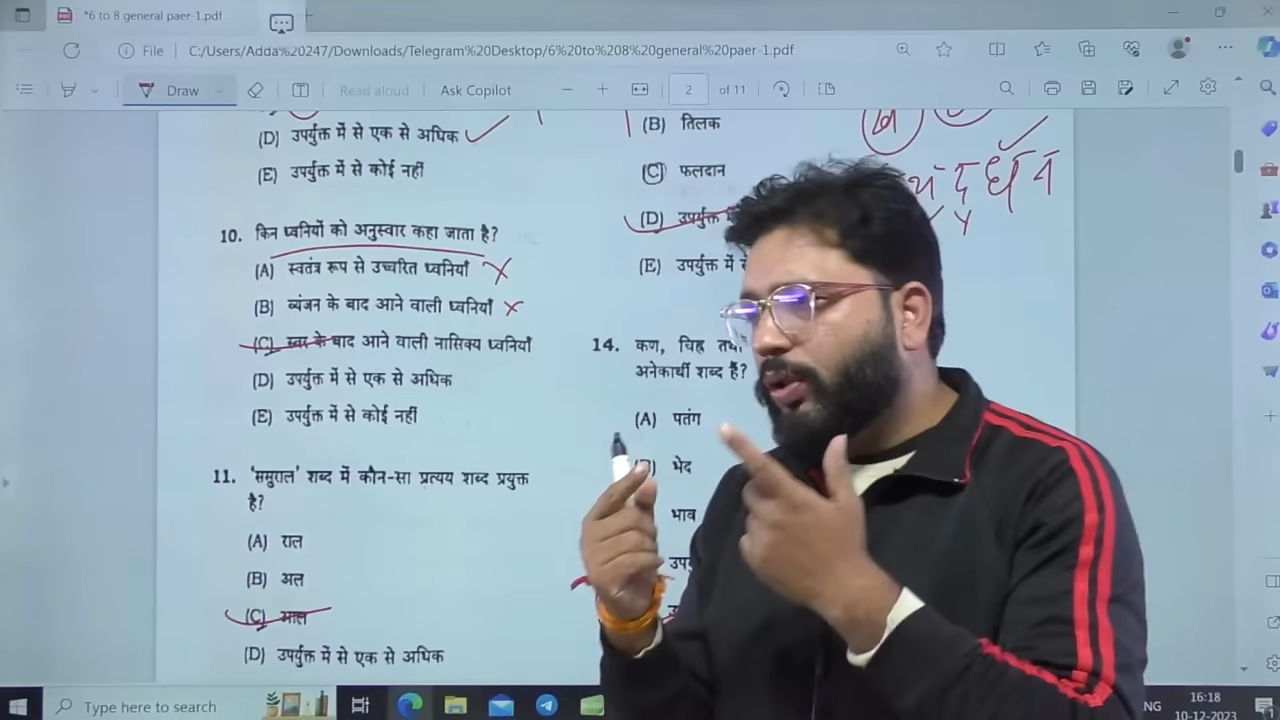 *6 to 8 general paer-1.pdf
File C:/Users/Adda%20247/Downloads/Telegram%20Desktop/6%20to%208%20general%20paer-1.pdf
Draw Read aloud Ask Copilot 2 of 11
(D) उपर्युक्त में से एक से अधिक
(E) उपर्युक्त में से कोई नहीं
10. किन ध्वनियों को अनुस्वार कहा जाता है?
(A) स्वतंत्र रूप से उच्चरित ध्वनियाँ
(B) व्यंजन के बाद आने वाली ध्वनियाँ
(C) स्वर के बाद आने वाली नासिक्य ध्वनियाँ
(D) उपर्युक्त में से एक से अधिक
(E) उपर्युक्त में से कोई नहीं
11. 'ससुराल' शब्द में कौन-सा प्रत्यय शब्द प्रयुक्त
है?
(A) राल
(B) अल
(C) आल
(D) उपर्युक्त में से एक से अधिक
(B) तिलक
(C) फलदान
(D) उपर्युक्त
(E) उपर्युक्त में
14. कण, चिह्न
अनेकार्थी शब्द है?
(A) पतंग
भेद
भाव
Type here to search
16:18
10-12-2023